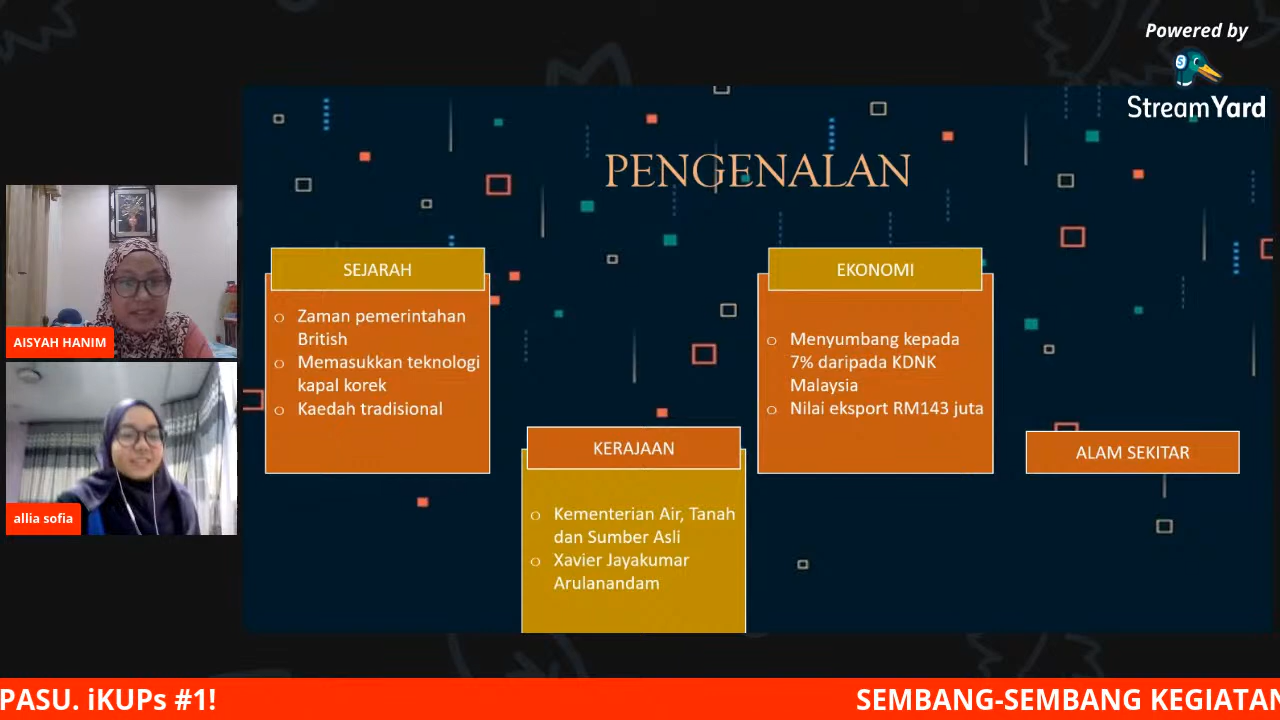 Powered by
StreamYard
PENGENALAN
SEJARAH
Zaman pemerintahan
British
Memasukkan teknologi
kapal korek
Kaedah tradisional
KERAJAAN
Kementerian Air, Tanah
dan Sumber Asli
Xavier Jayakumar
Arulanandam
EKONOMI
Menyumbang kepada
7% daripada KDNK
Malaysia
Nilai eksport RM143 juta
ALAM SEKITAR
AISYAH HANIM
allia sofia
PASU. iKUPs #1!
SEMBANG-SEMBANG KEGIATAN